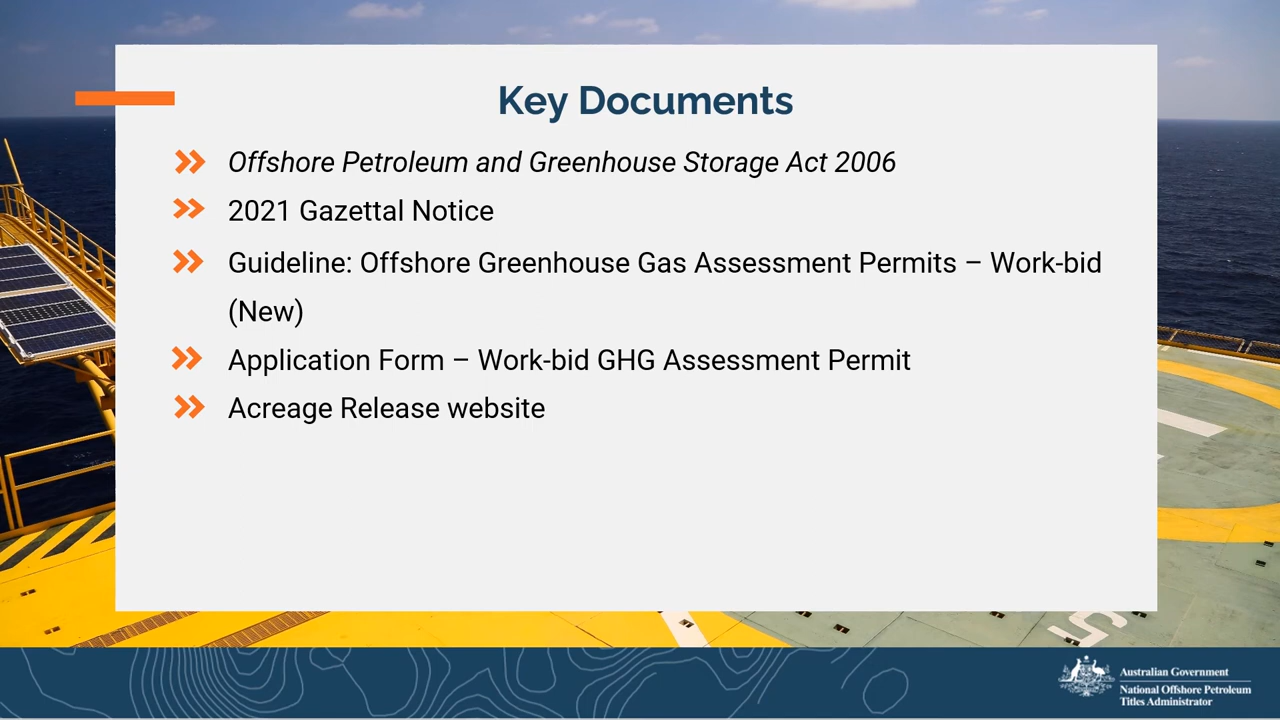 Key Documents
Offshore Petroleum and Greenhouse Storage Act 2006
2021 Gazettal Notice
Guideline: Offshore Greenhouse Gas Assessment Permits – Work-bid
(New)
Application Form – Work-bid GHG Assessment Permit
Acreage Release website
5
Australian Government
National Offshore Petroleum
Titles Administrator